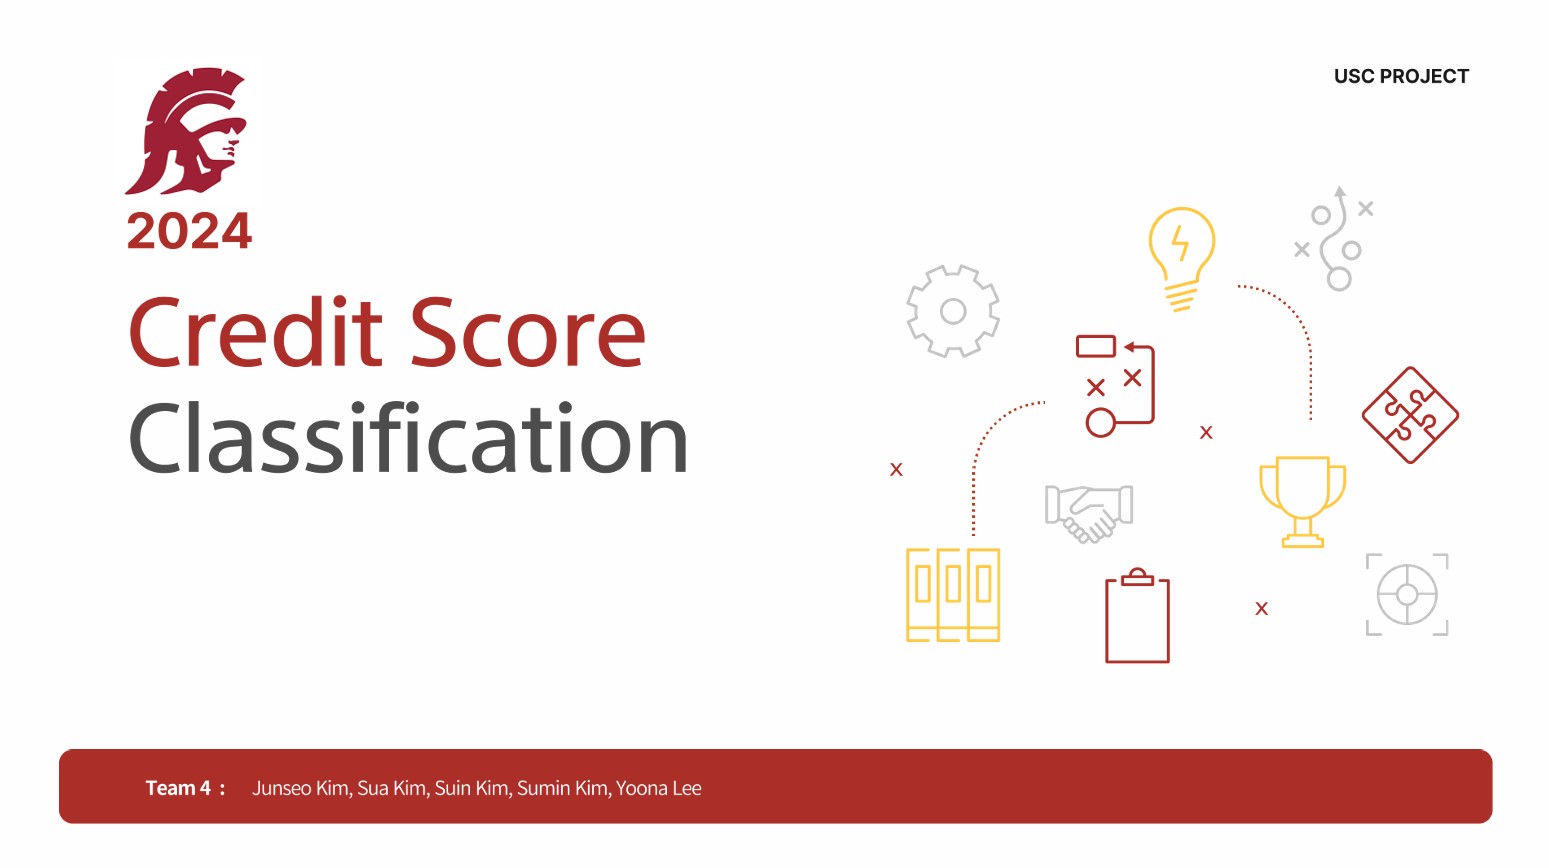 USC PROJECT
2024
Credit Score
Classification
Team 4 : Junseo Kim, Sua Kim, Suin Kim, Sumin Kim, Yoona Lee